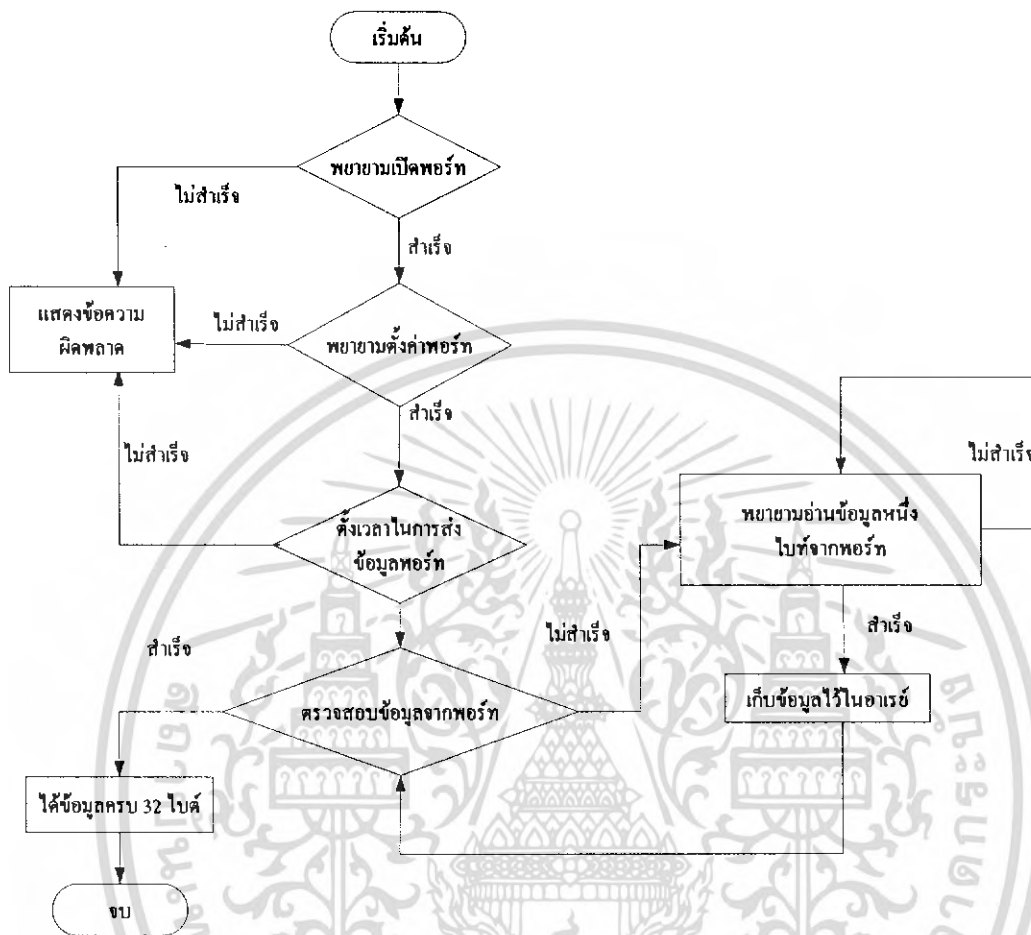 เริ่มต้น
พยายามเปิดพอร์ท
ไม่สำเร็จ
สำเร็จ
แสดงข้อความ
ผิดพลาด
ไม่สำเร็จ
พยายามตั้งค่าพอร์ท
สำเร็จ
ไม่สำเร็จ
ไม่สำเร็จ
ตั้งเวลาในการส่ง
ข้อมูลพอร์ท
พยายามอ่านข้อมูลหนึ่ง
ไบท์จากพอร์ท
สำเร็จ
ไม่สำเร็จ
สำเร็จ
ตรวจสอบข้อมูลจากพอร์ท
เก็บข้อมูลไว้ในอาเรย์
ได้ข้อมูลครบ 32 ไบต์
จบ